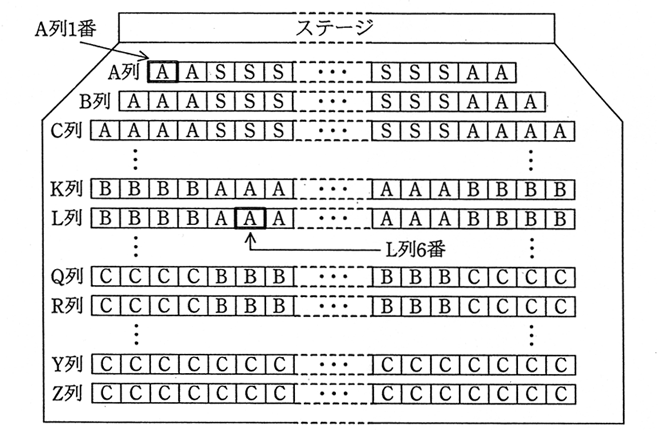 ステージ
A列1番
A列 A A S S S ・・・ S S S A A
B列 A A A S S S ・・・ S S S A A A
C列 A A A A S S S ・・・ S S S A A A A
K列 B B B B A A A ・・・ A A A B B B B
L列 B B B B A A A ・・・ A A A B B B B
L列6番
Q列 C C C C B B B ・・・ B B B C C C C
R列 C C C C B B B ・・・ B B B C C C C
Y列 C C C C C C C ・・・ C C C C C C C
Z列 C C C C C C C ・・・ C C C C C C C